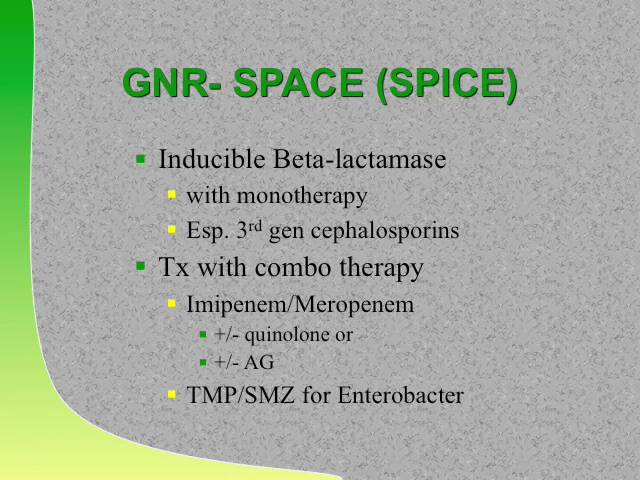 GNR- SPACE (SPICE)
Inducible Beta-lactamase
with monotherapy
Esp. 3rd gen cephalosporins
Tx with combo therapy
Imipenem/Meropenem
+/- quinolone or
+/- AG
TMP/SMZ for Enterobacter